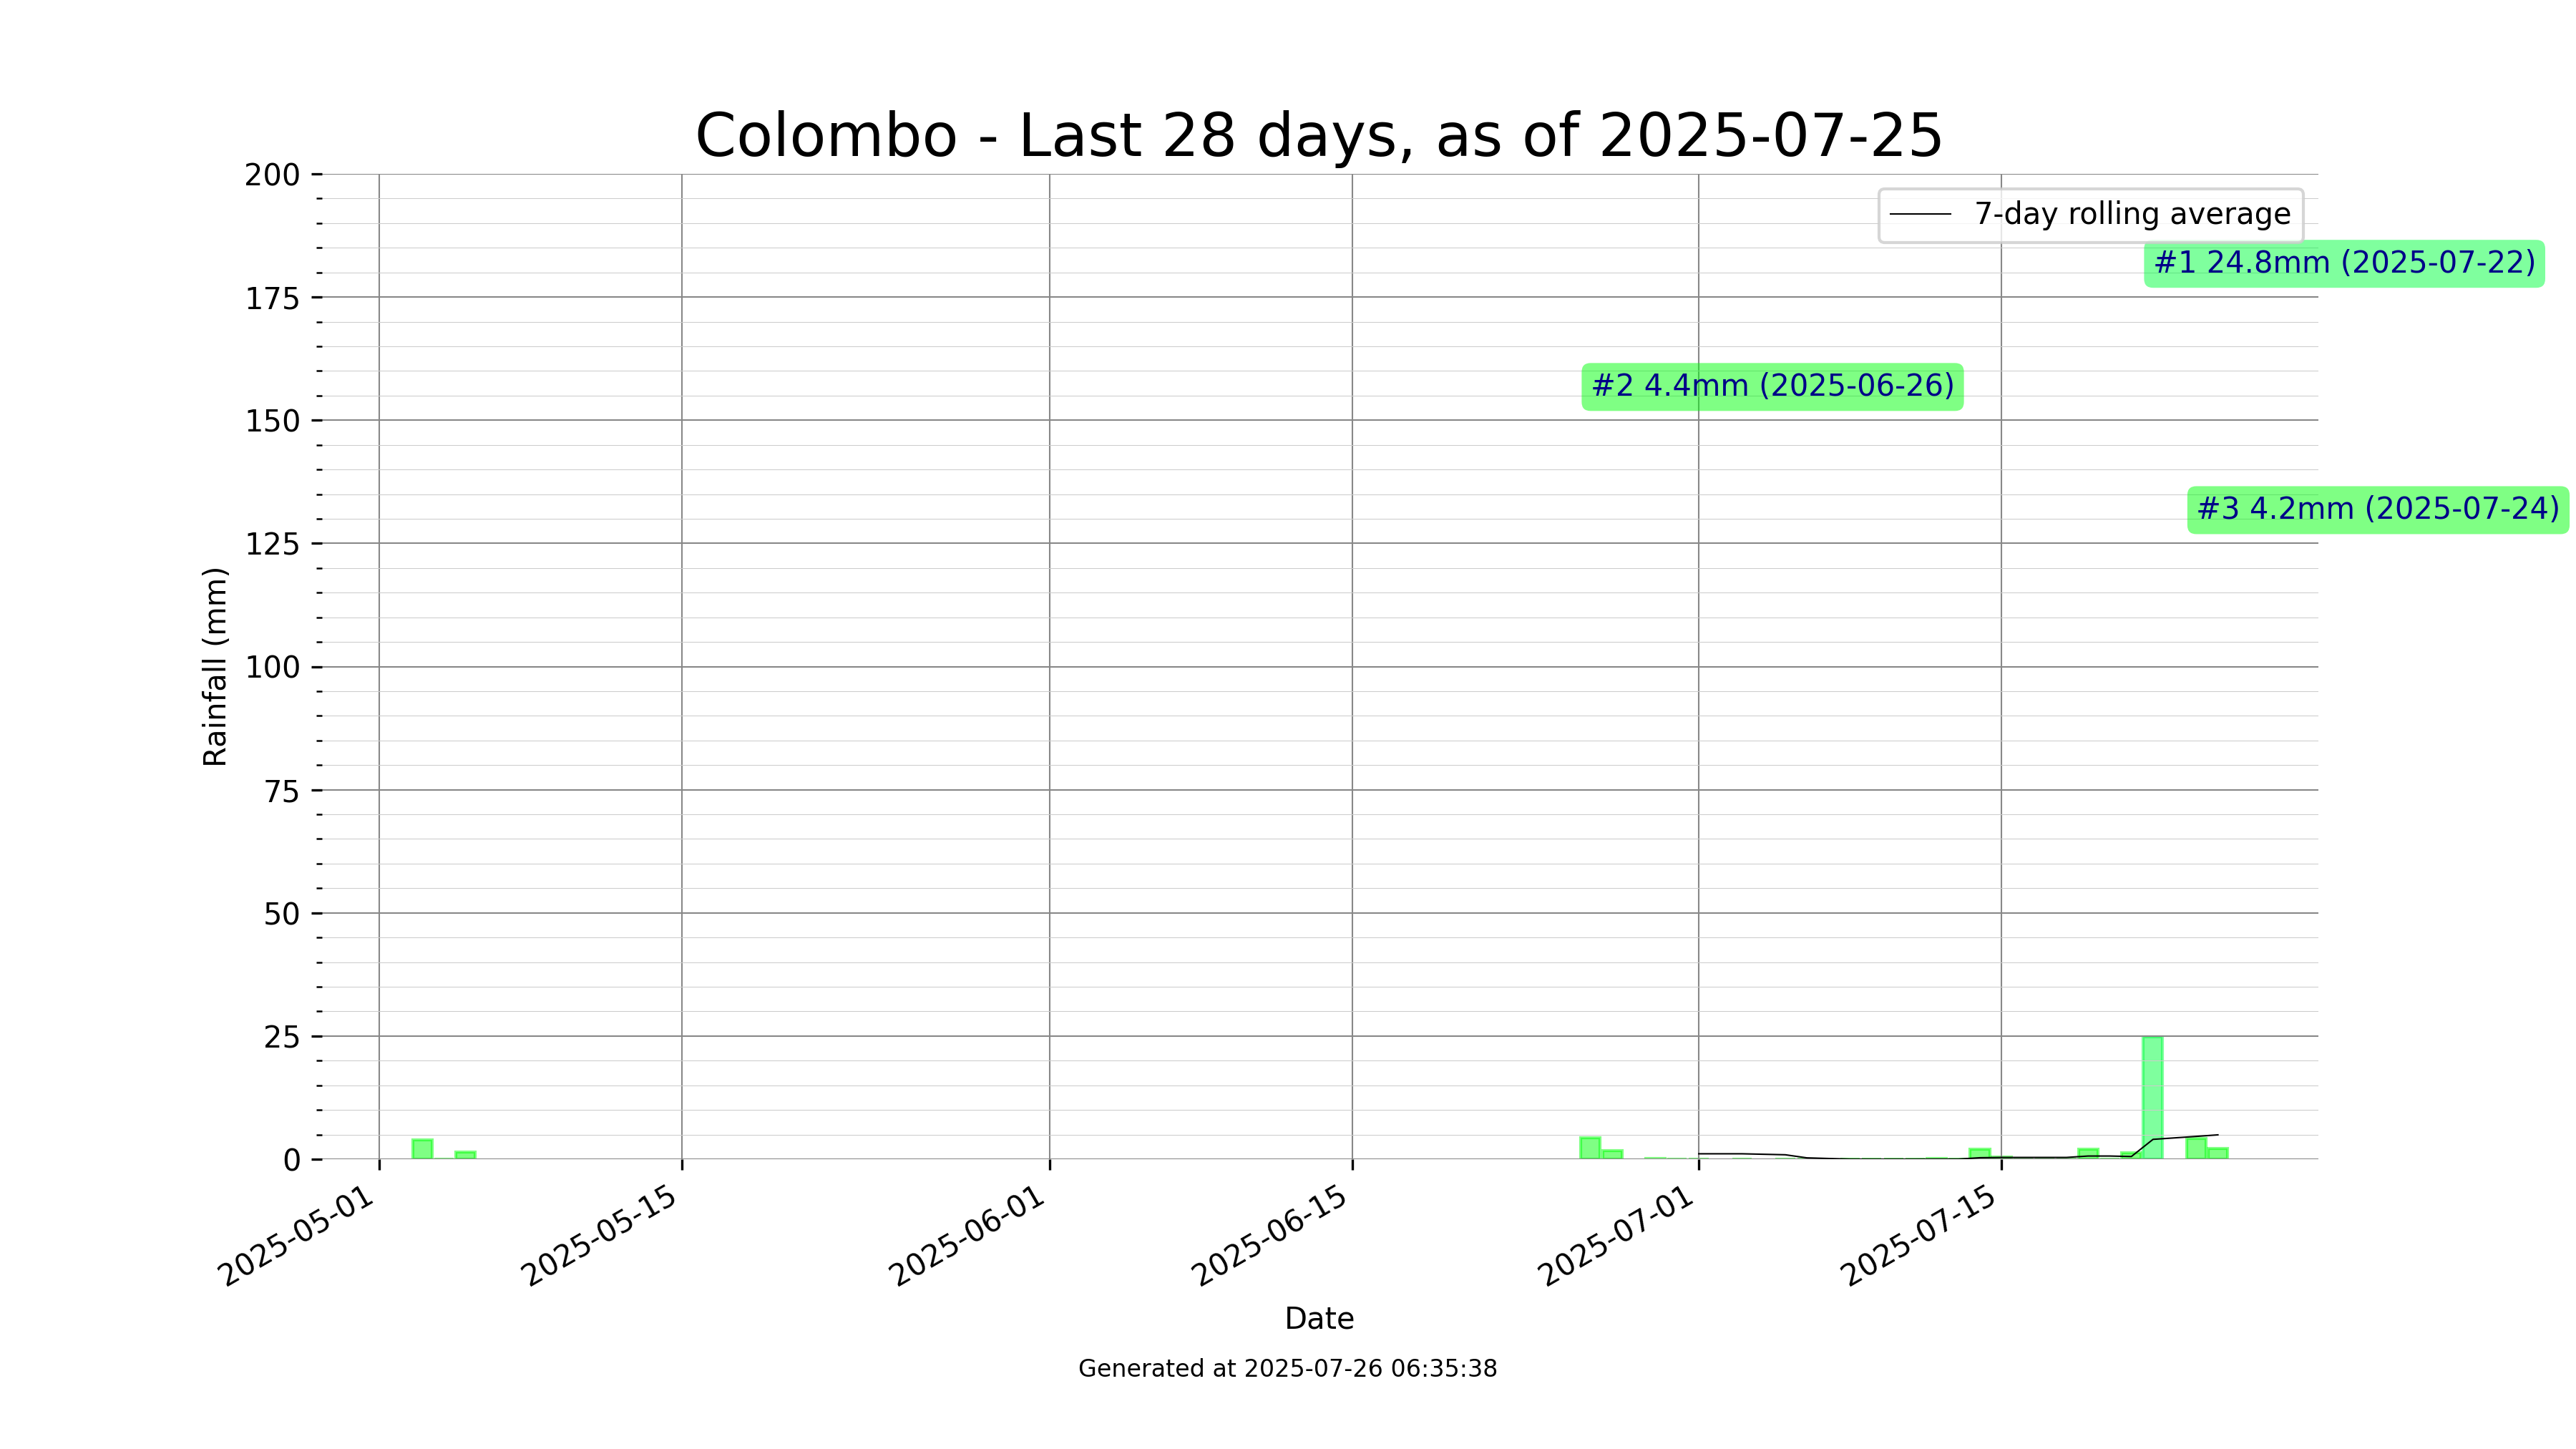 Colombo - Last 28 days, as of 2025-07-25
200
175
150
125
100
75
50
25
0
Rainfall (mm)
7-day rolling average
#1 24.8mm (2025-07-22)
#2 4.4mm (2025-06-26)
#3 4.2mm (2025-07-24)
2025-05-01
2025-05-15
2025-06-01
2025-06-15
2025-07-01
2025-07-15
Date
Generated at 2025-07-26 06:35:38